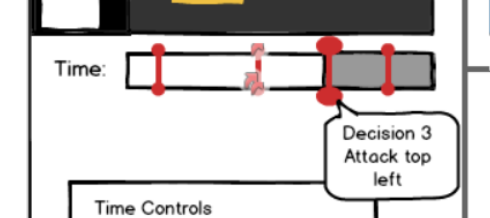 Time:
Decision 3
Attack top
left
Time Controls